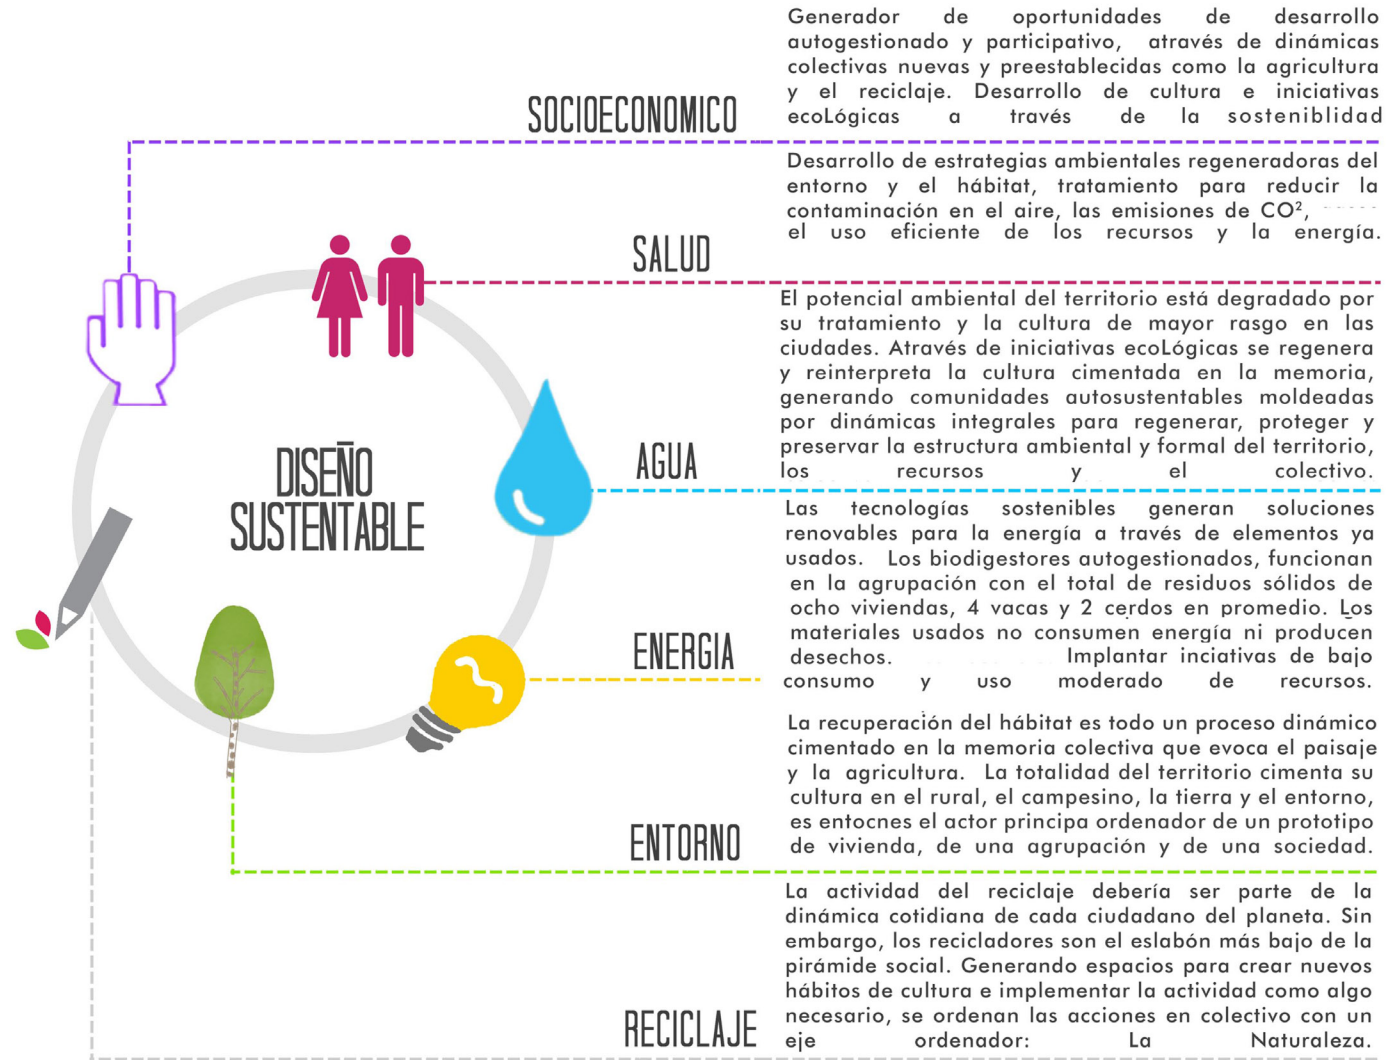 Generador de oportunidades de desarrollo
autogestionado y participativo, através de dinámicas
colectivas nuevas y preestablecidas como la agricultura
y el reciclaje. Desarrollo de cultura e iniciativas
ecoLógicas a través de la sosteniblidad
SOCIOECONOMICO
Desarrollo de estrategias ambientales regeneradoras del
entorno y el hábitat, tratamiento para reducir la
contaminación en el aire, las emisiones de CO²,
el uso eficiente de los recursos y la energía.
SALUD
El potencial ambiental del territorio está degradado por
su tratamiento y la cultura de mayor rasgo en las
ciudades. Através de iniciativas ecoLógicas se regenera
y reinterpreta la cultura cimentada en la memoria,
generando comunidades autosustentables moldeadas
por dinámicas integrales para regenerar, proteger y
preservar la estructura ambiental y formal del territorio,
los recursos y el colectivo.
AGUA
DISEÑO
SUSTENTABLE
Las tecnologías sostenibles generan soluciones
renovables para la energía a través de elementos ya
usados. Los biodigestores autogestionados, funcionan
en la agrupación con el total de residuos sólidos de
ocho viviendas, 4 vacas y 2 cerdos en promedio. Los
materiales usados no consumen energía ni producen
desechos. Implantar inciativas de bajo
consumo y uso moderado de recursos.
ENERGIA
La recuperación del hábitat es todo un proceso dinámico
cimentado en la memoria colectiva que evoca el paisaje
y la agricultura. La totalidad del territorio cimenta su
cultura en el rural, el campesino, la tierra y el entorno,
es entocnes el actor principa ordenador de un prototipo
de vivienda, de una agrupación y de una sociedad.
ENTORNO
La actividad del reciclaje debería ser parte de la
dinámica cotidiana de cada ciudadano del planeta. Sin
embargo, los recicladores son el eslabón más bajo de la
pirámide social. Generando espacios para crear nuevos
hábitos de cultura e implementar la actividad como algo
necesario, se ordenan las acciones en colectivo con un
eje ordenador: La Naturaleza.
RECICLAJE